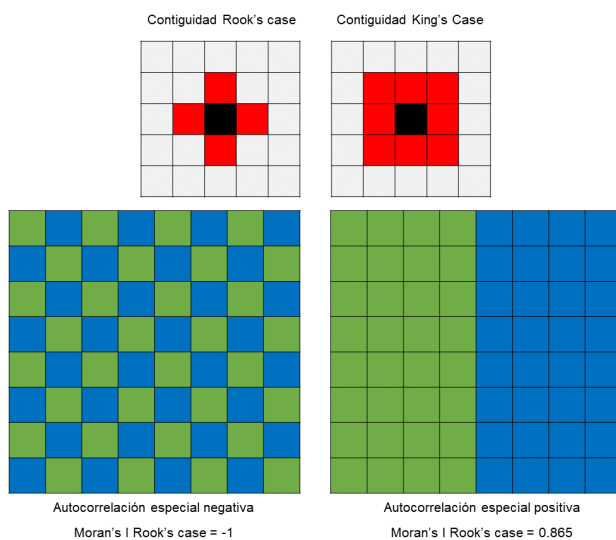 Contiguidad Rook's case
Contiguidad King's Case
Autocorrelación especial negativa
Moran's I Rook's case = -1
Autocorrelación especial positiva
Moran's I Rook's case = 0.865